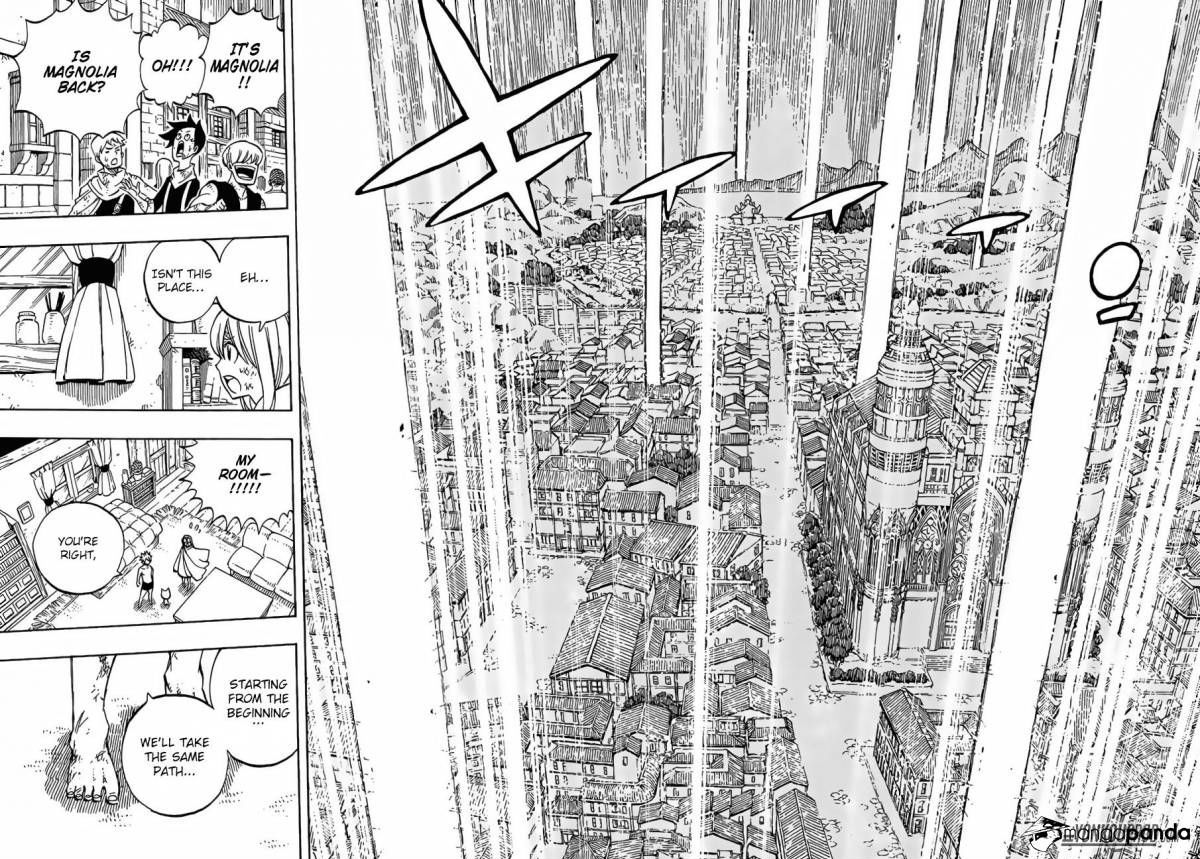 IT'S
MAGNOLIA
!!
OH!!!
IS
MAGNOLIA
BACK?
EH...
ISN'T THIS
PLACE...
MY
ROOM—
!!!!!
YOU'RE
RIGHT,
STARTING
FROM THE
BEGINNING
...
WE'LL TAKE
THE SAME
PATH...
mangapanda